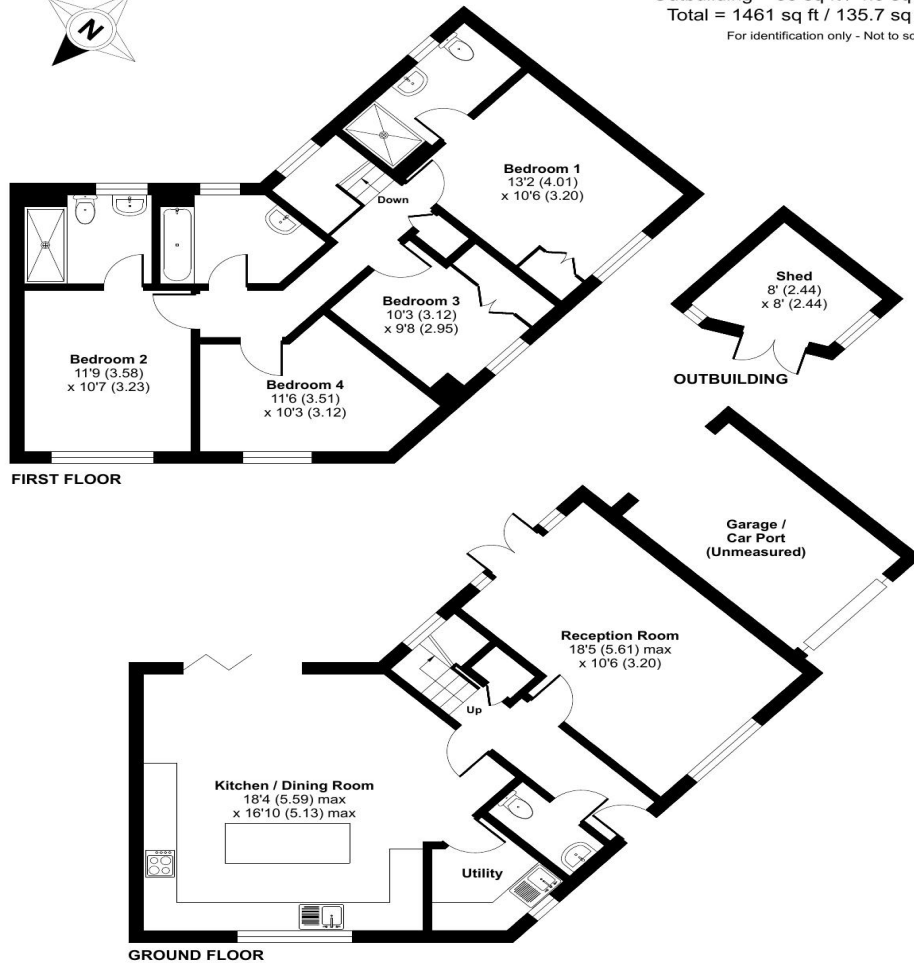 N
Total = 1461 sq ft / 135.7 sq
For identification only - Not to sc
Bedroom 1
13'2 (4.01)
x 10'6 (3.20)
Down
Bedroom 3
10'3 (3.12)
x 9'8 (2.95)
Bedroom 2
11'9 (3.58)
x 10'7 (3.23)
Bedroom 4
11'6 (3.51)
x 10'3 (3.12)
Shed
8' (2.44)
x 8' (2.44)
OUTBUILDING
FIRST FLOOR
Garage /
Car Port
(Unmeasured)
Reception Room
18'5 (5.61) max
x 10'6 (3.20)
Up
Kitchen / Dining Room
18'4 (5.59) max
x 16'10 (5.13) max
Utility
GROUND FLOOR